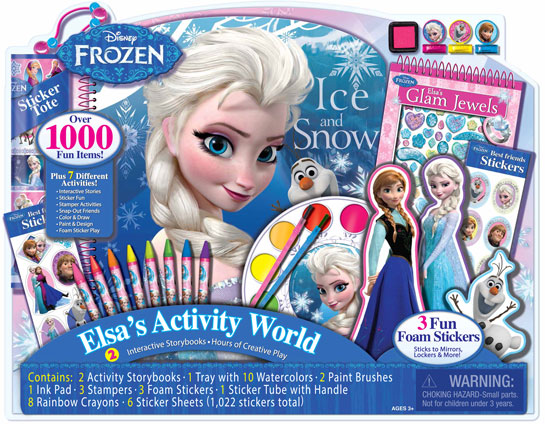 Disney
FROZEN
Sticker
Tote
Over
1000
Fun Items!
Plus 7 Different
Activities!
• Interactive Stories
• Sticker Fun
• Stamper Activities
• Snap-Out Friends
• Color & Draw
• Paint & Design
• Foam Sticker Play
Ice
and
Snow
FROZEN
Elsa's
Glam Jewels
Best friends
Stickers
Best friends
Elsa's Activity World
2 Interactive Storybooks • Hours of Creative Play
3 Fun
Foam Stickers
Sticks to Mirrors,
Lockers & More!
Contains: 2 Activity Storybooks · 1 Tray with 10 Watercolors · 2 Paint Brushes
1 Ink Pad · 3 Stampers · 3 Foam Stickers · 1 Sticker Tube with Handle
8 Rainbow Crayons · 6 Sticker Sheets (1,022 stickers total)
AGES 3+
WARNING:
CHOKING HAZARD-Small parts.
Not for children under 3 years.